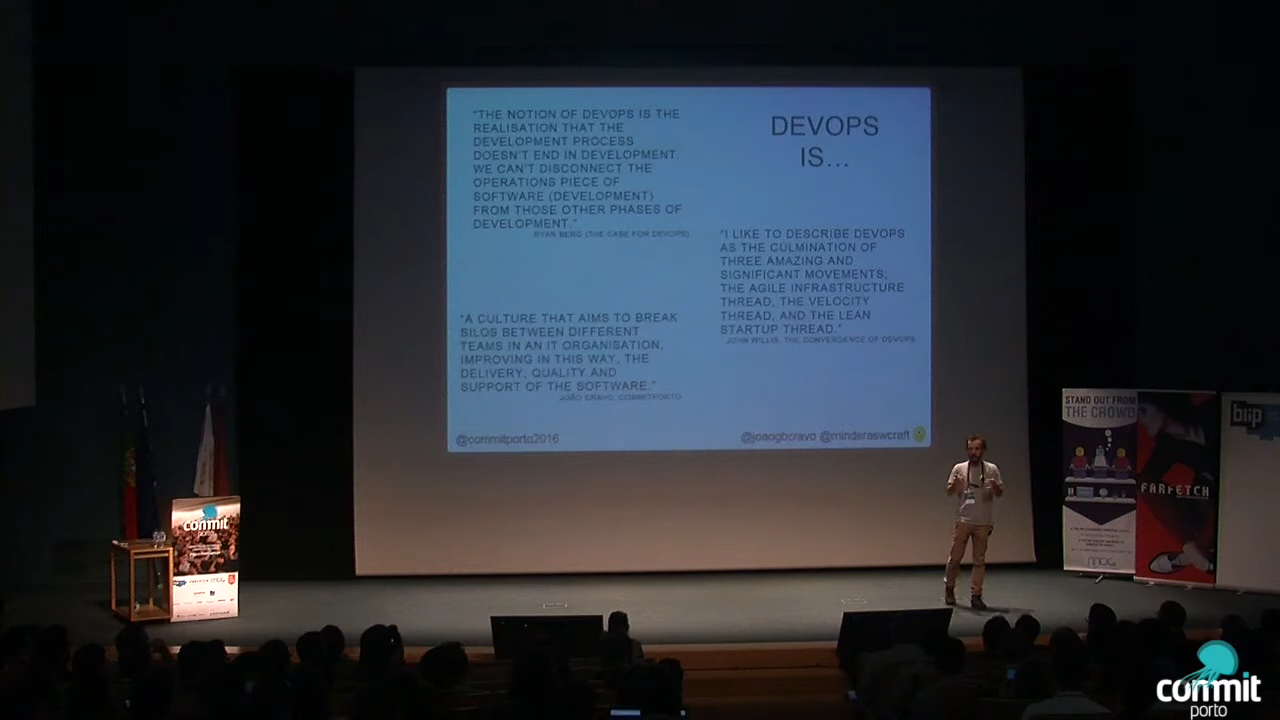 "THE NOTION OF DEVOPS IS THE
REALISATION THAT THE
DEVELOPMENT PROCESS
DOESN'T END IN DEVELOPMENT.
WE CAN'T DISCONNECT THE
OPERATIONS PIECE OF
SOFTWARE (DEVELOPMENT)
FROM THOSE OTHER PHASES OF
DEVELOPMENT."
RYAN BERG (THE CASE FOR DEVOPS)
DEVOPS
IS...
"I LIKE TO DESCRIBE DEVOPS
AS THE CULMINATION OF
THREE AMAZING AND
SIGNIFICANT MOVEMENTS;
THE AGILE INFRASTRUCTURE
THREAD, THE VELOCITY
THREAD, AND THE LEAN
STARTUP THREAD."
JOHN WILLIS, THE CONVERGENCE OF DEVOPS
"A CULTURE THAT AIMS TO BREAK
SILOS BETWEEN DIFFERENT
TEAMS IN AN IT ORGANISATION,
IMPROVING IN THIS WAY, THE
DELIVERY, QUALITY AND
SUPPORT OF THE SOFTWARE."
JOÃO CRAVO, COMMITPORTO
@commitporto2016
@joaogbcravo @minderaswcraft
commit
porto
STAND OUT FROM
THE CROWD
FARFETCH
blip
commit
porto